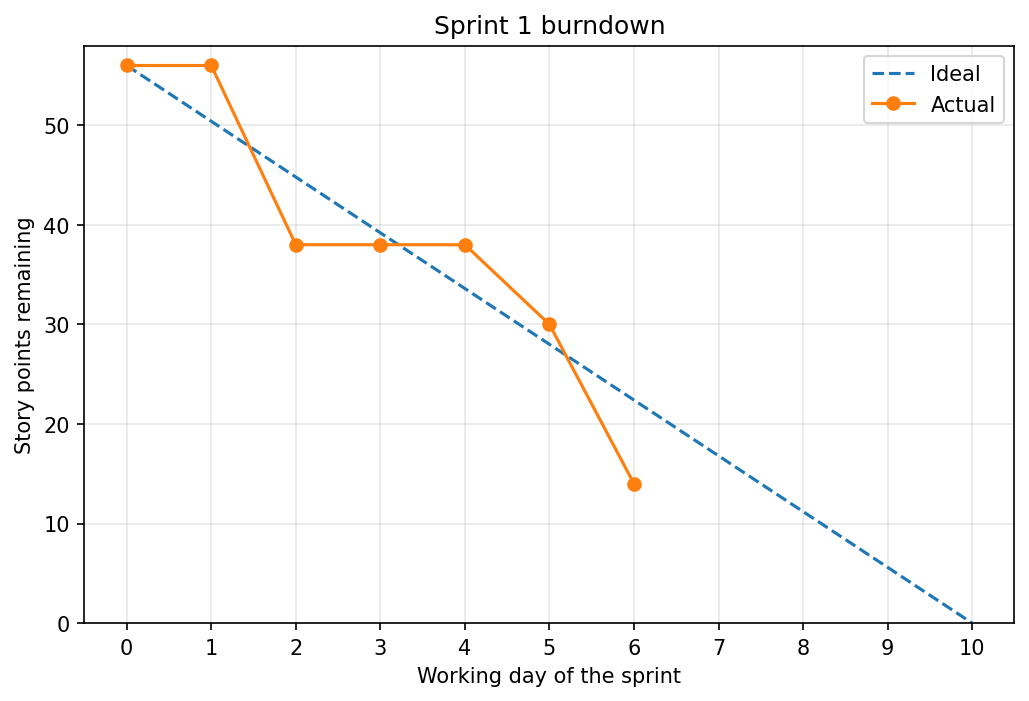 Sprint 1 burndown
Ideal
Actual
Story points remaining
50
40
30
20
10
0
0 1 2 3 4 5 6 7 8 9 10
Working day of the sprint